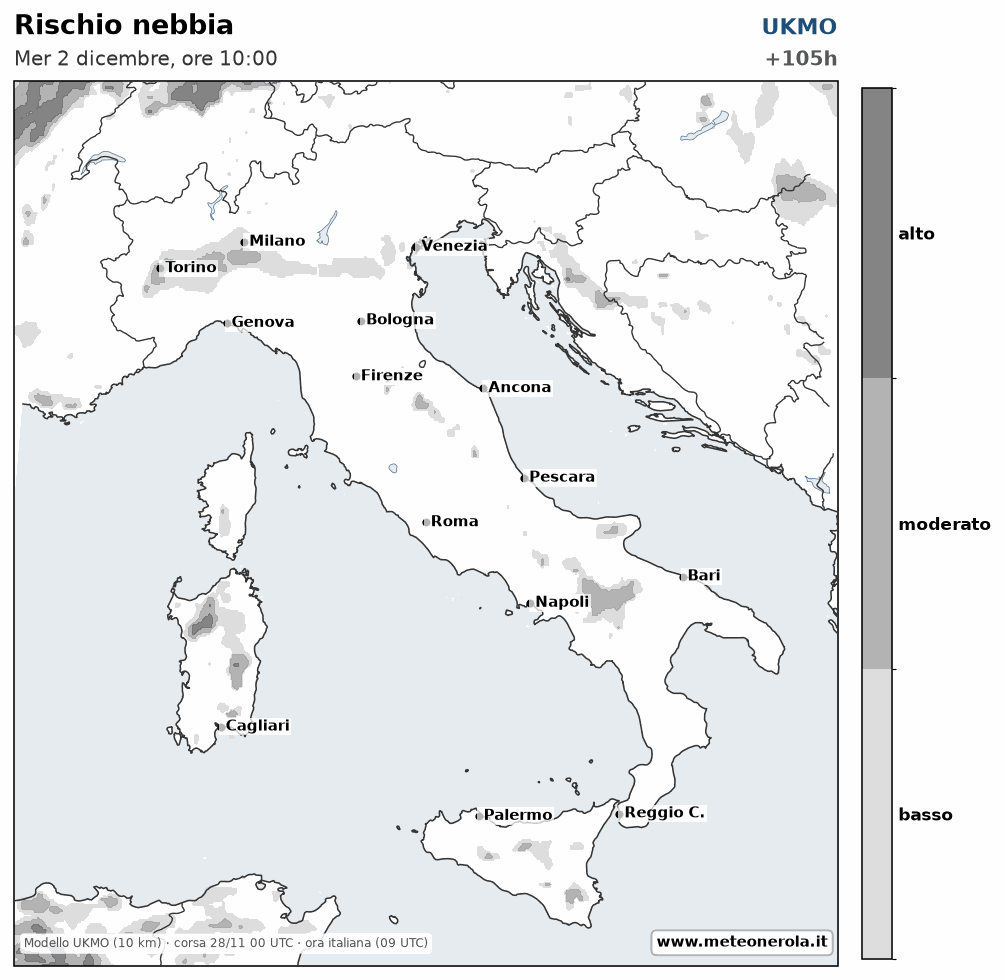 Rischio nebbia
UKMO
Mer 2 dicembre, ore 10:00
+105h
Milano
Venezia
Torino
Genova
Bologna
Firenze
Ancona
Pescara
Roma
Bari
Napoli
Cagliari
Palermo
Reggio C.
alto
moderato
basso
Modello UKMO (10 km) · corsa 28/11 00 UTC · ora italiana (09 UTC)
www.meteonerola.it